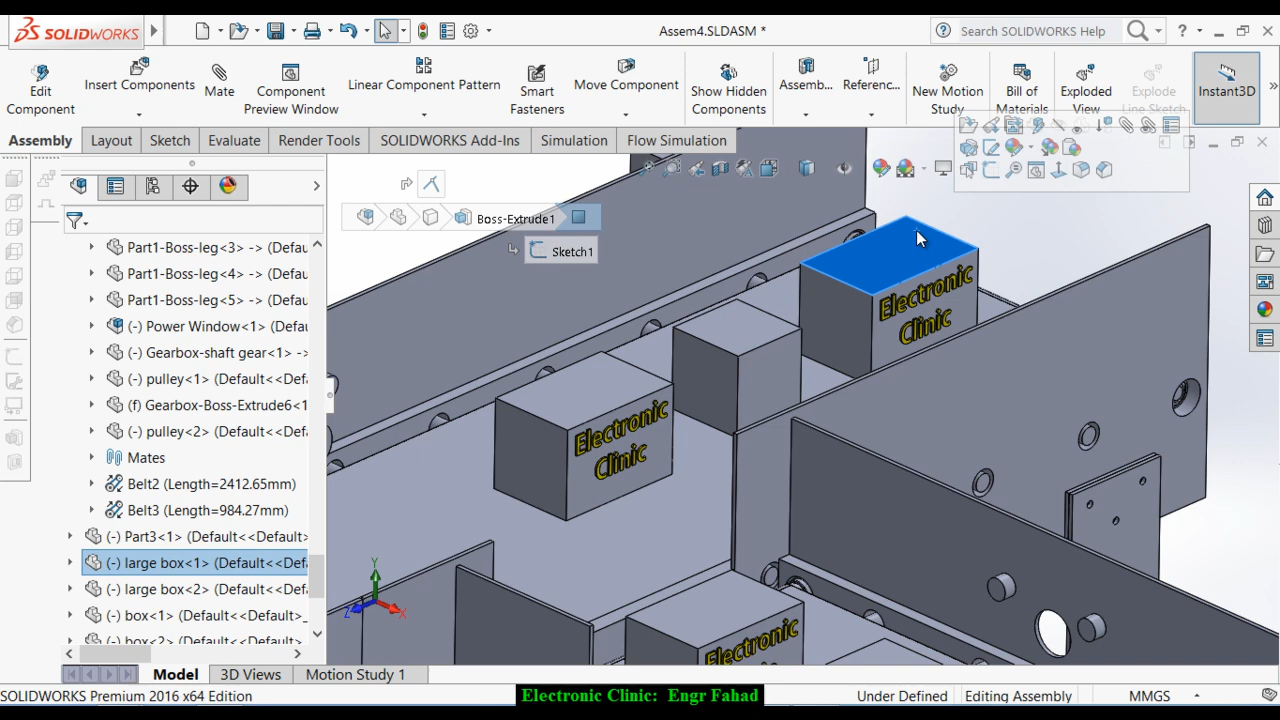 SOLIDWORKS
Assem4.SLDASM *
Search SOLIDWORKS Help
Edit
Component
Insert Components
Mate
Component
Preview Window
Linear Component Pattern
Smart
Fasteners
Move Component
Show Hidden
Components
Assemb...
Referenc...
New Motion
Study
Bill of
Materials
Exploded
View
Explode
Line Sketch
Instant3D
Assembly
Layout
Sketch
Evaluate
Render Tools
SOLIDWORKS Add-Ins
Simulation
Flow Simulation
Boss-Extrude1
Sketch1
Part1-Boss-leg<3> -> (Defau
Part1-Boss-leg<4> -> (Defau
Part1-Boss-leg<5> -> (Defau
(-) Power Window<1> (Defau
(-) Gearbox-shaft gear<1> ->
(-) pulley<1> (Default<<Def
(f) Gearbox-Boss-Extrude6<1
(-) pulley<2> (Default<<Def
Mates
Belt2 (Length=2412.65mm)
Belt3 (Length=984.27mm)
(-) Part3<1> (Default<<Default>
(-) large box<1> (Default<<Def
(-) large box<2> (Default<<Def
(-) box<1> (Default<<Default>_
(-) box<2> (Default<<Default>
Electronic
Clinic
Electronic
Clinic
Electronic
Y
Z
X
Model
3D Views
Motion Study 1
SOLIDWORKS Premium 2016 x64 Edition
Electronic Clinic: Engr Fahad
Under Defined
Editing Assembly
MMGS